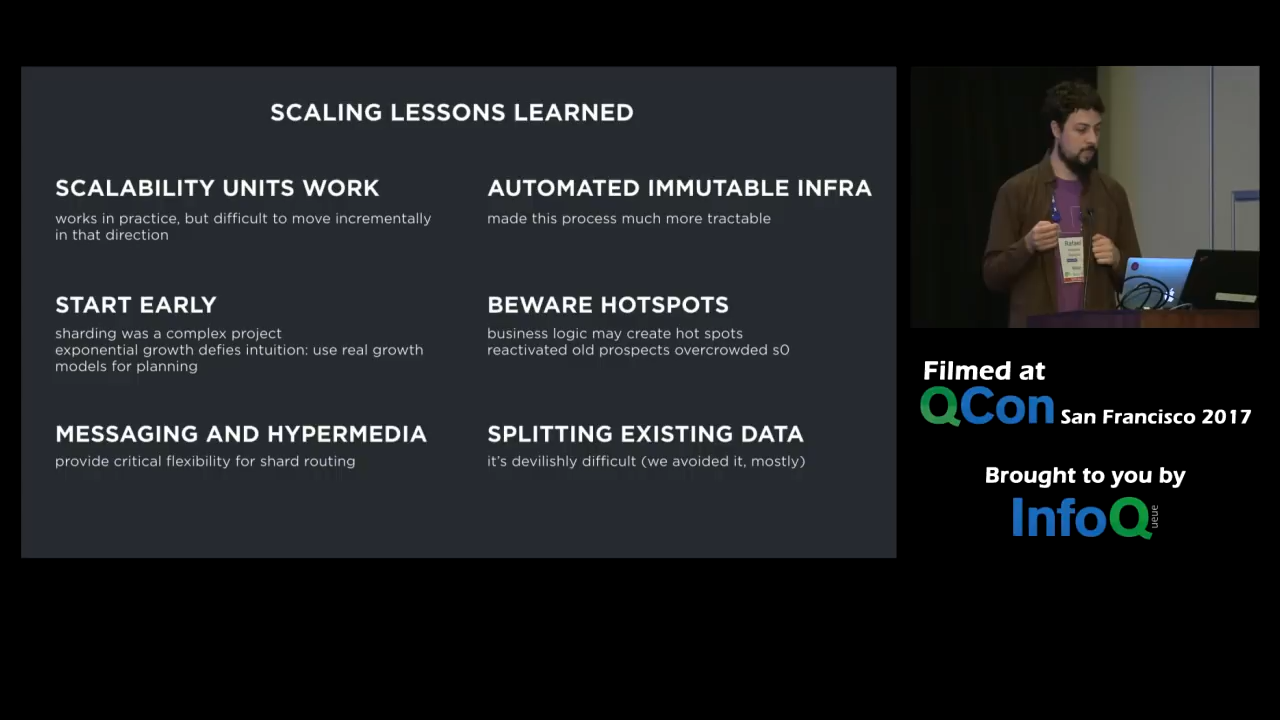 SCALING LESSONS LEARNED
SCALABILITY UNITS WORK
works in practice, but difficult to move incrementally
in that direction
AUTOMATED IMMUTABLE INFRA
made this process much more tractable
START EARLY
sharding was a complex project
exponential growth defies intuition: use real growth
models for planning
BEWARE HOTSPOTS
business logic may create hot spots
reactivated old prospects overcrowded s0
MESSAGING AND HYPERMEDIA
provide critical flexibility for shard routing
SPLITTING EXISTING DATA
it's devilishly difficult (we avoided it, mostly)
Rafael
Filmed at
QCon San Francisco 2017
Brought to you by
InfoQueue